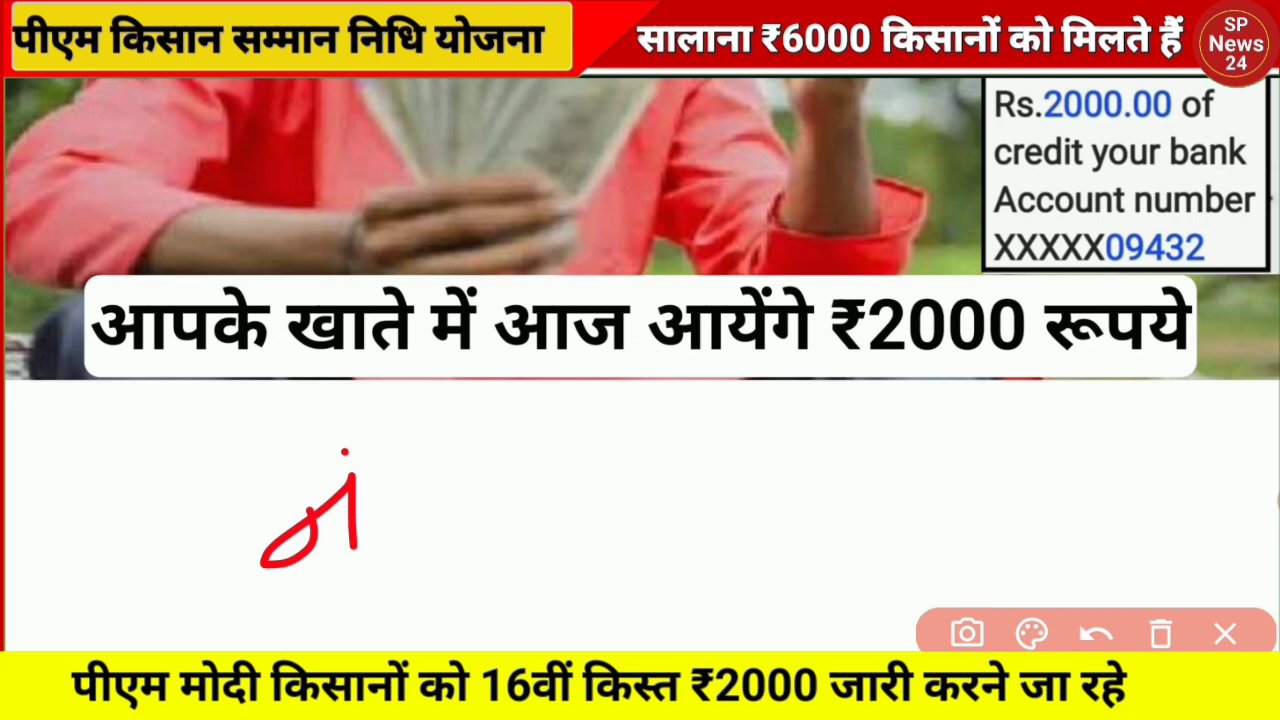 पीएम किसान सम्मान निधि योजना
सालाना ₹6000 किसानों को मिलते हैं
SP
News
24
Rs.2000.00 of
credit your bank
Account number
XXXXX09432
आपके खाते में आज आयेंगे ₹2000 रूपये
पीएम मोदी किसानों को 16वीं किस्त ₹2000 जारी करने जा रहे